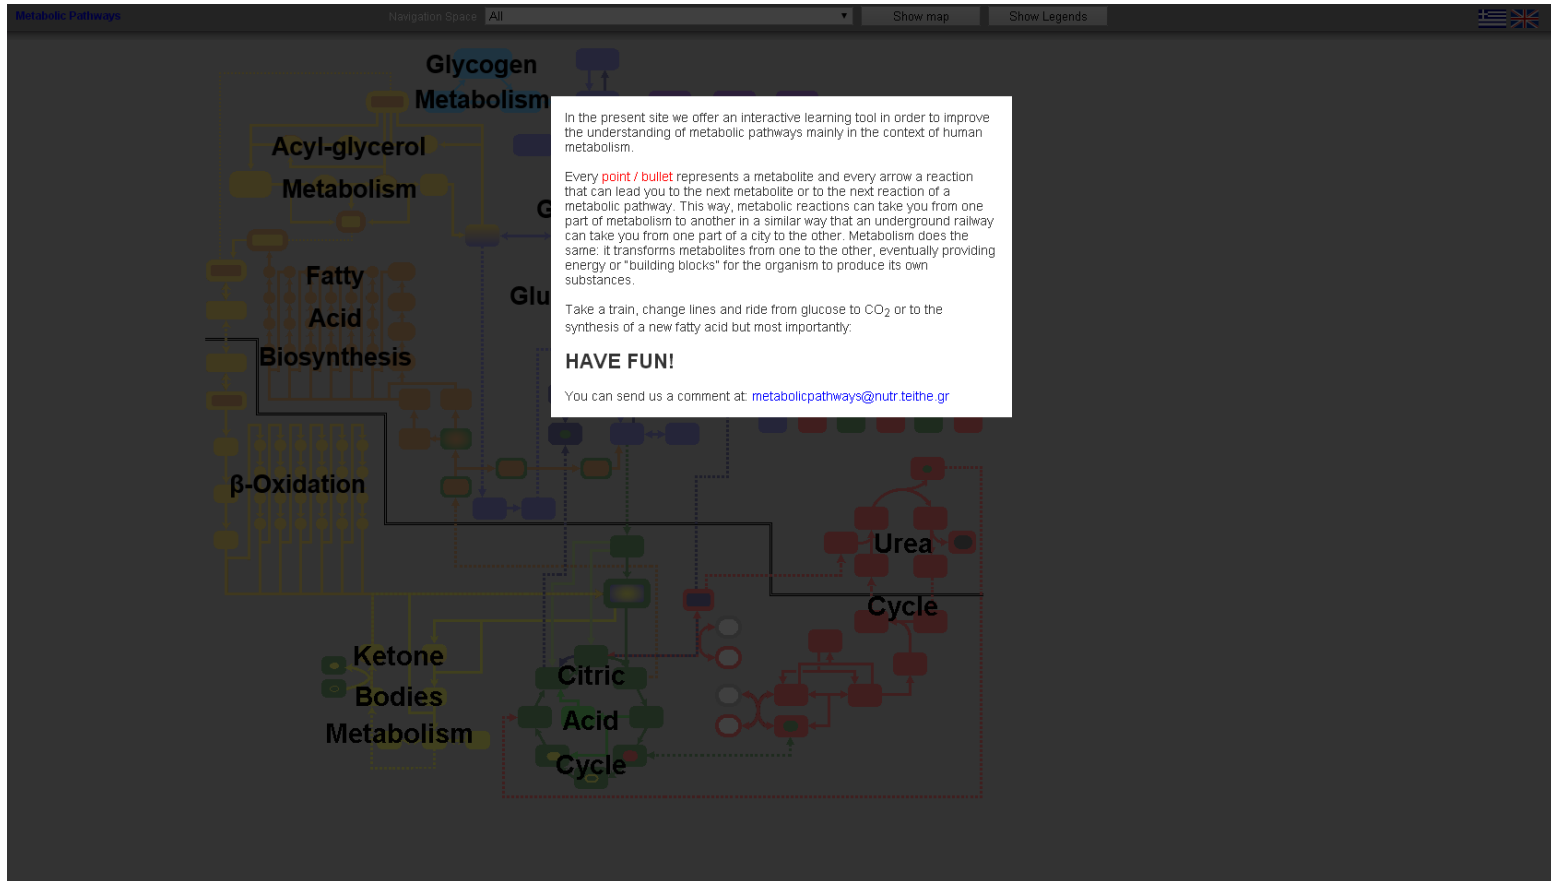 Metabolic Pathways
Navigation Space
All
Show map
Show Legends
Glycogen
Metabolism
Acyl-glycerol
Metabolism
Fatty
Acid
Biosynthesis
β-Oxidation
Ketone
Bodies
Metabolism
Citric
Acid
Cycle
Urea
Cycle
G
Glu
In the present site we offer an interactive learning tool in order to improve
the understanding of metabolic pathways mainly in the context of human
metabolism.
Every point / bullet represents a metabolite and every arrow a reaction
that can lead you to the next metabolite or to the next reaction of a
metabolic pathway. This way, metabolic reactions can take you from one
part of metabolism to another in a similar way that an underground railway
can take you from one part of a city to the other. Metabolism does the
same: it transforms metabolites from one to the other, eventually providing
energy or "building blocks" for the organism to produce its own
substances.
Take a train, change lines and ride from glucose to CO₂ or to the
synthesis of a new fatty acid but most importantly:
HAVE FUN!
You can send us a comment at: metabolicpathways@nutr.teithe.gr